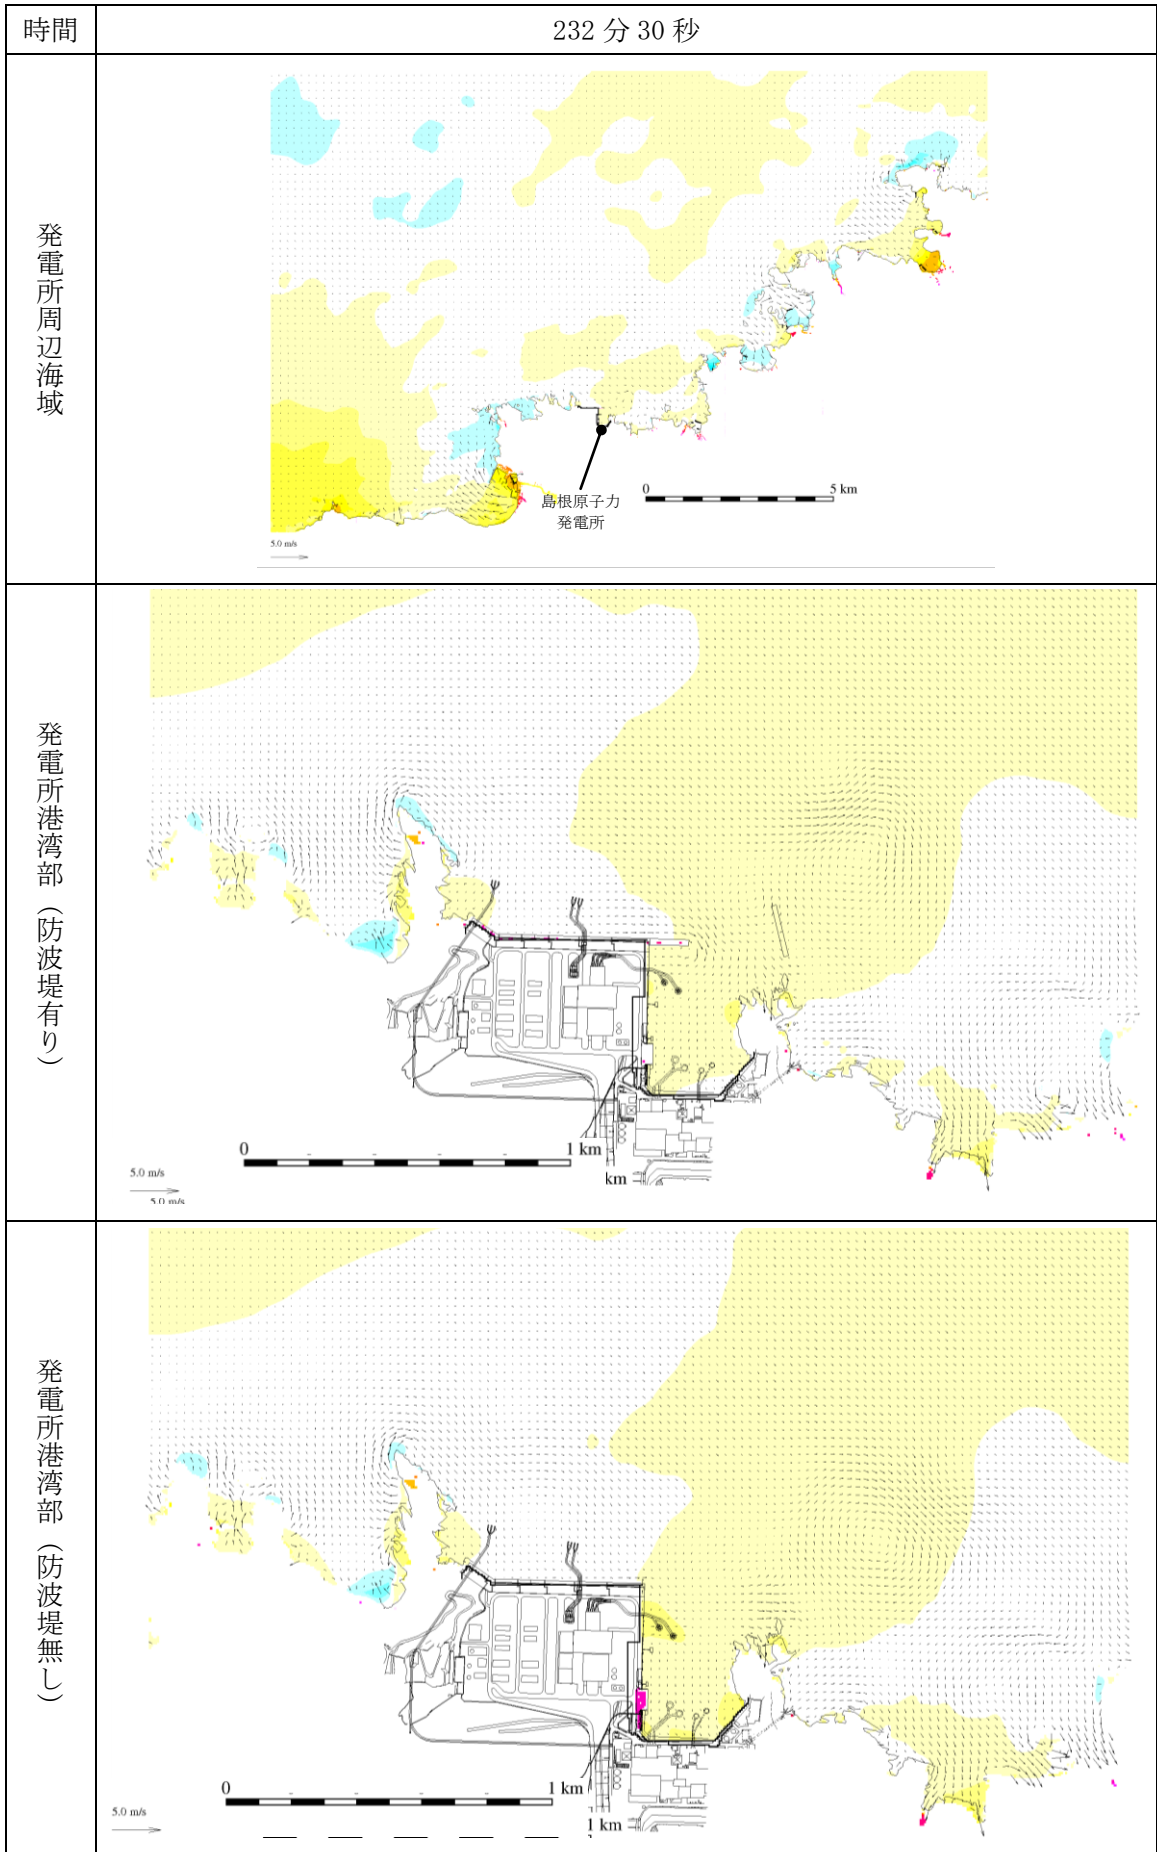 時間
232 分 30 秒
発電所周辺海域
島根原子力
発電所
0
5 km
5.0 m/s
発電所港湾部（防波堤有り）
0
1 km
km
5.0 m/s
5.0 m/s
発電所港湾部（防波堤無し）
0
1 km
1 km
5.0 m/s